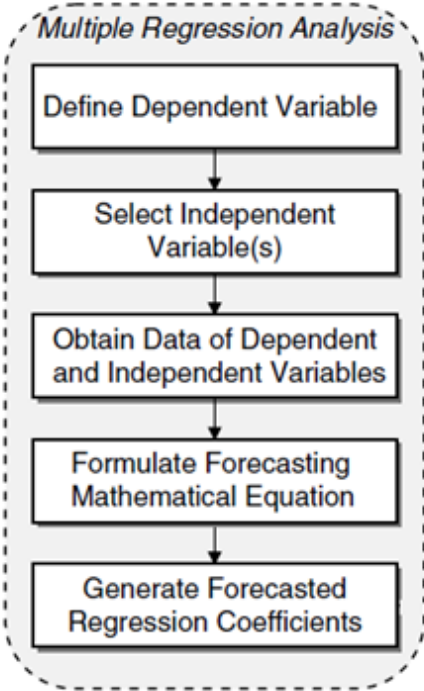 Multiple Regression Analysis
Define Dependent Variable
Select Independent
Variable(s)
Obtain Data of Dependent
and Independent Variables
Formulate Forecasting
Mathematical Equation
Generate Forecasted
Regression Coefficients